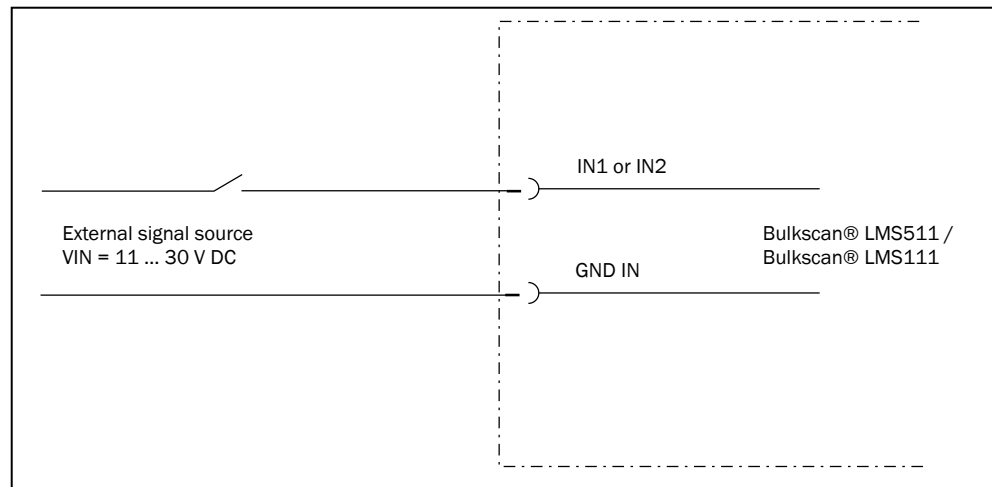 IN1 or IN2
External signal source
VIN = 11 ... 30 V DC
Bulkscan® LMS511 /
Bulkscan® LMS111
GND IN